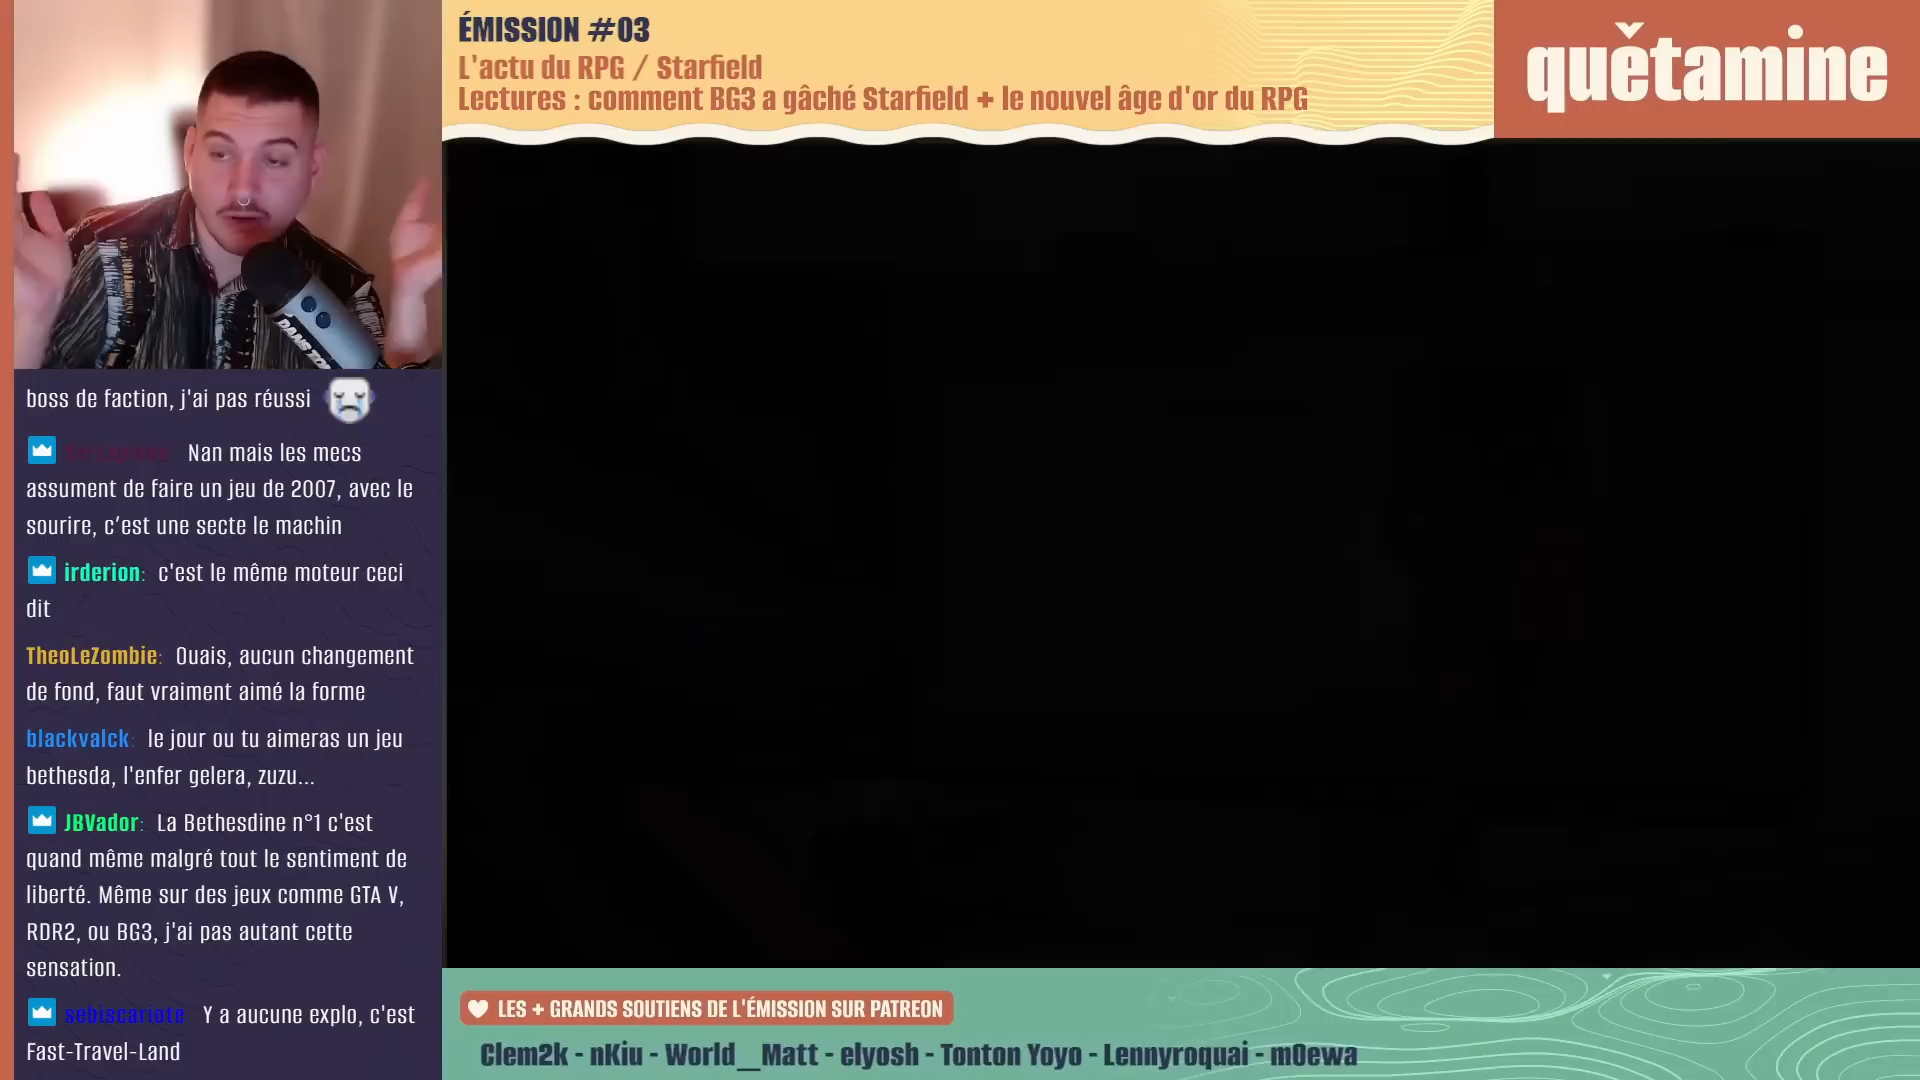 ÉMISSION #03
L'actu du RPG / Starfield
Lectures : comment BG3 a gâché Starfield + le nouvel âge d'or du RPG
quětamine
DANS TON
boss de faction, j'ai pas réussi
Nan mais les mecs
assument de faire un jeu de 2007, avec le
sourire, c'est une secte le machin
irderion: c'est le même moteur ceci
dit
TheoLeZombie: Ouais, aucun changement
de fond, faut vraiment aimé la forme
blackvalck: le jour ou tu aimeras un jeu
bethesda, l'enfer gelera, zuzu...
JBVador: La Bethesdine n°1 c'est
quand même malgré tout le sentiment de
liberté. Même sur des jeux comme GTA V,
RDR2, ou BG3, j'ai pas autant cette
sensation.
sebiscariote: Y a aucune explo, c'est
Fast-Travel-Land
LES + GRANDS SOUTIENS DE L'ÉMISSION SUR PATREON
Clem2k - nKiu - World__Matt - elyosh - Tonton Yoyo - Lennyroquai - m0ewa